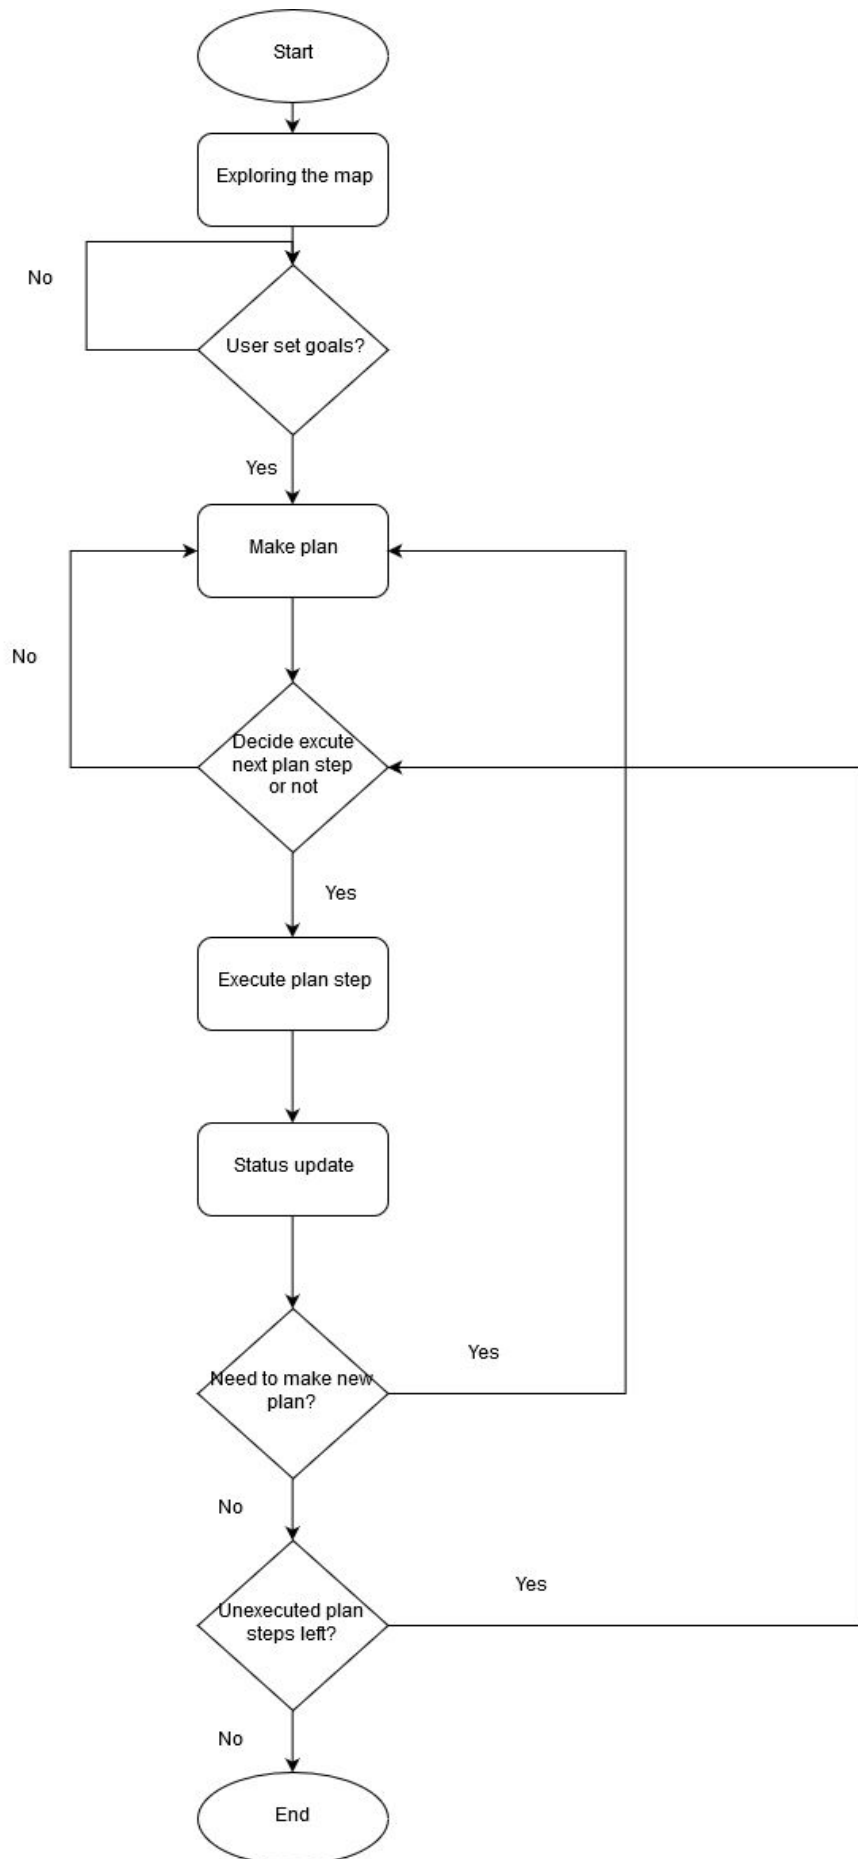 Start
Exploring the map
No
User set goals?
Yes
Make plan
No
Decide excute
next plan step
or not
Yes
Execute plan step
Status update
Yes
Need to make new
plan?
No
Yes
Unexecuted plan
steps left?
No
End